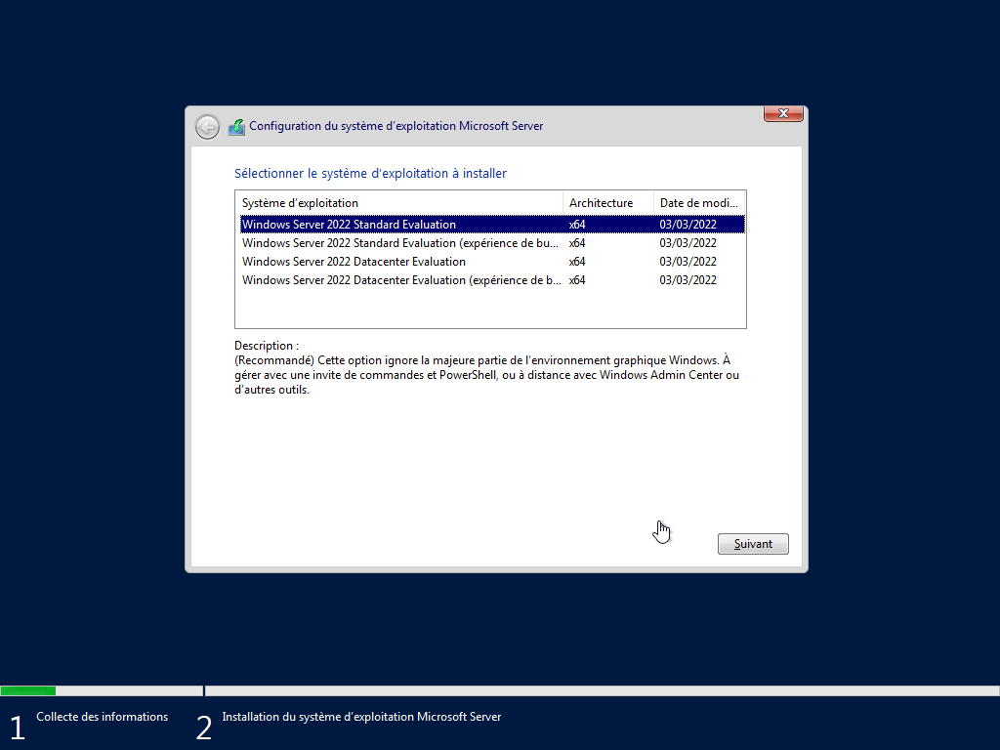 Configuration du système d'exploitation Microsoft Server
Sélectionner le système d'exploitation à installer
Système d'exploitation Architecture Date de modi...
Windows Server 2022 Standard Evaluation x64 03/03/2022
Windows Server 2022 Standard Evaluation (expérience de bu... x64 03/03/2022
Windows Server 2022 Datacenter Evaluation x64 03/03/2022
Windows Server 2022 Datacenter Evaluation (expérience de b... x64 03/03/2022
Description :
(Recommandé) Cette option ignore la majeure partie de l'environnement graphique Windows. À
gérer avec une invite de commandes et PowerShell, ou à distance avec Windows Admin Center ou
d'autres outils.
Suivant
1 Collecte des informations 2 Installation du système d'exploitation Microsoft Server